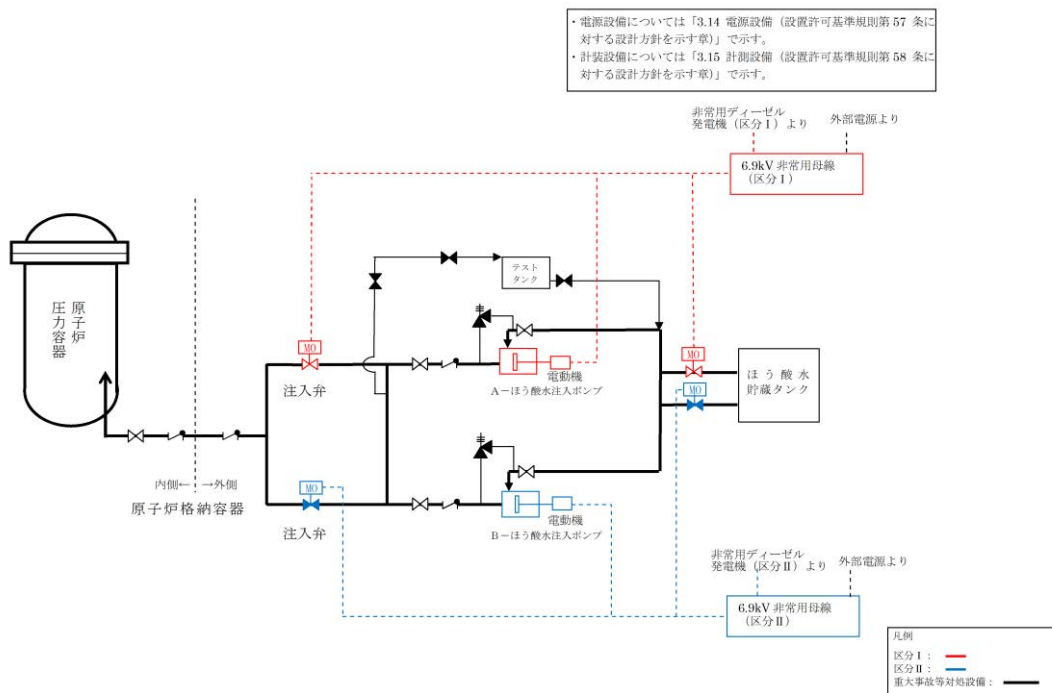 ・電源設備については「3.14 電源設備（設置許可基準規則第57 条に
対する設計方針を示す章）」で示す。
・計装設備については「3.15 計測設備（設置許可基準規則第58 条に
対する設計方針を示す章）」で示す。
非常用ディーゼル
発電機（区分Ⅰ）より
外部電源より
6.9kV 非常用母線
（区分Ⅰ）
原子炉
圧力容器
テスト
タンク
MO
注入弁
電動機
A－ほう酸水注入ポンプ
MO
MO
ほう酸水
貯蔵タンク
内側←
→外側
原子炉格納容器
MO
注入弁
電動機
B－ほう酸水注入ポンプ
非常用ディーゼル
発電機（区分Ⅱ）より
外部電源より
6.9kV 非常用母線
（区分Ⅱ）
凡例
区分Ⅰ：
区分Ⅱ：
重大事故等対処設備：